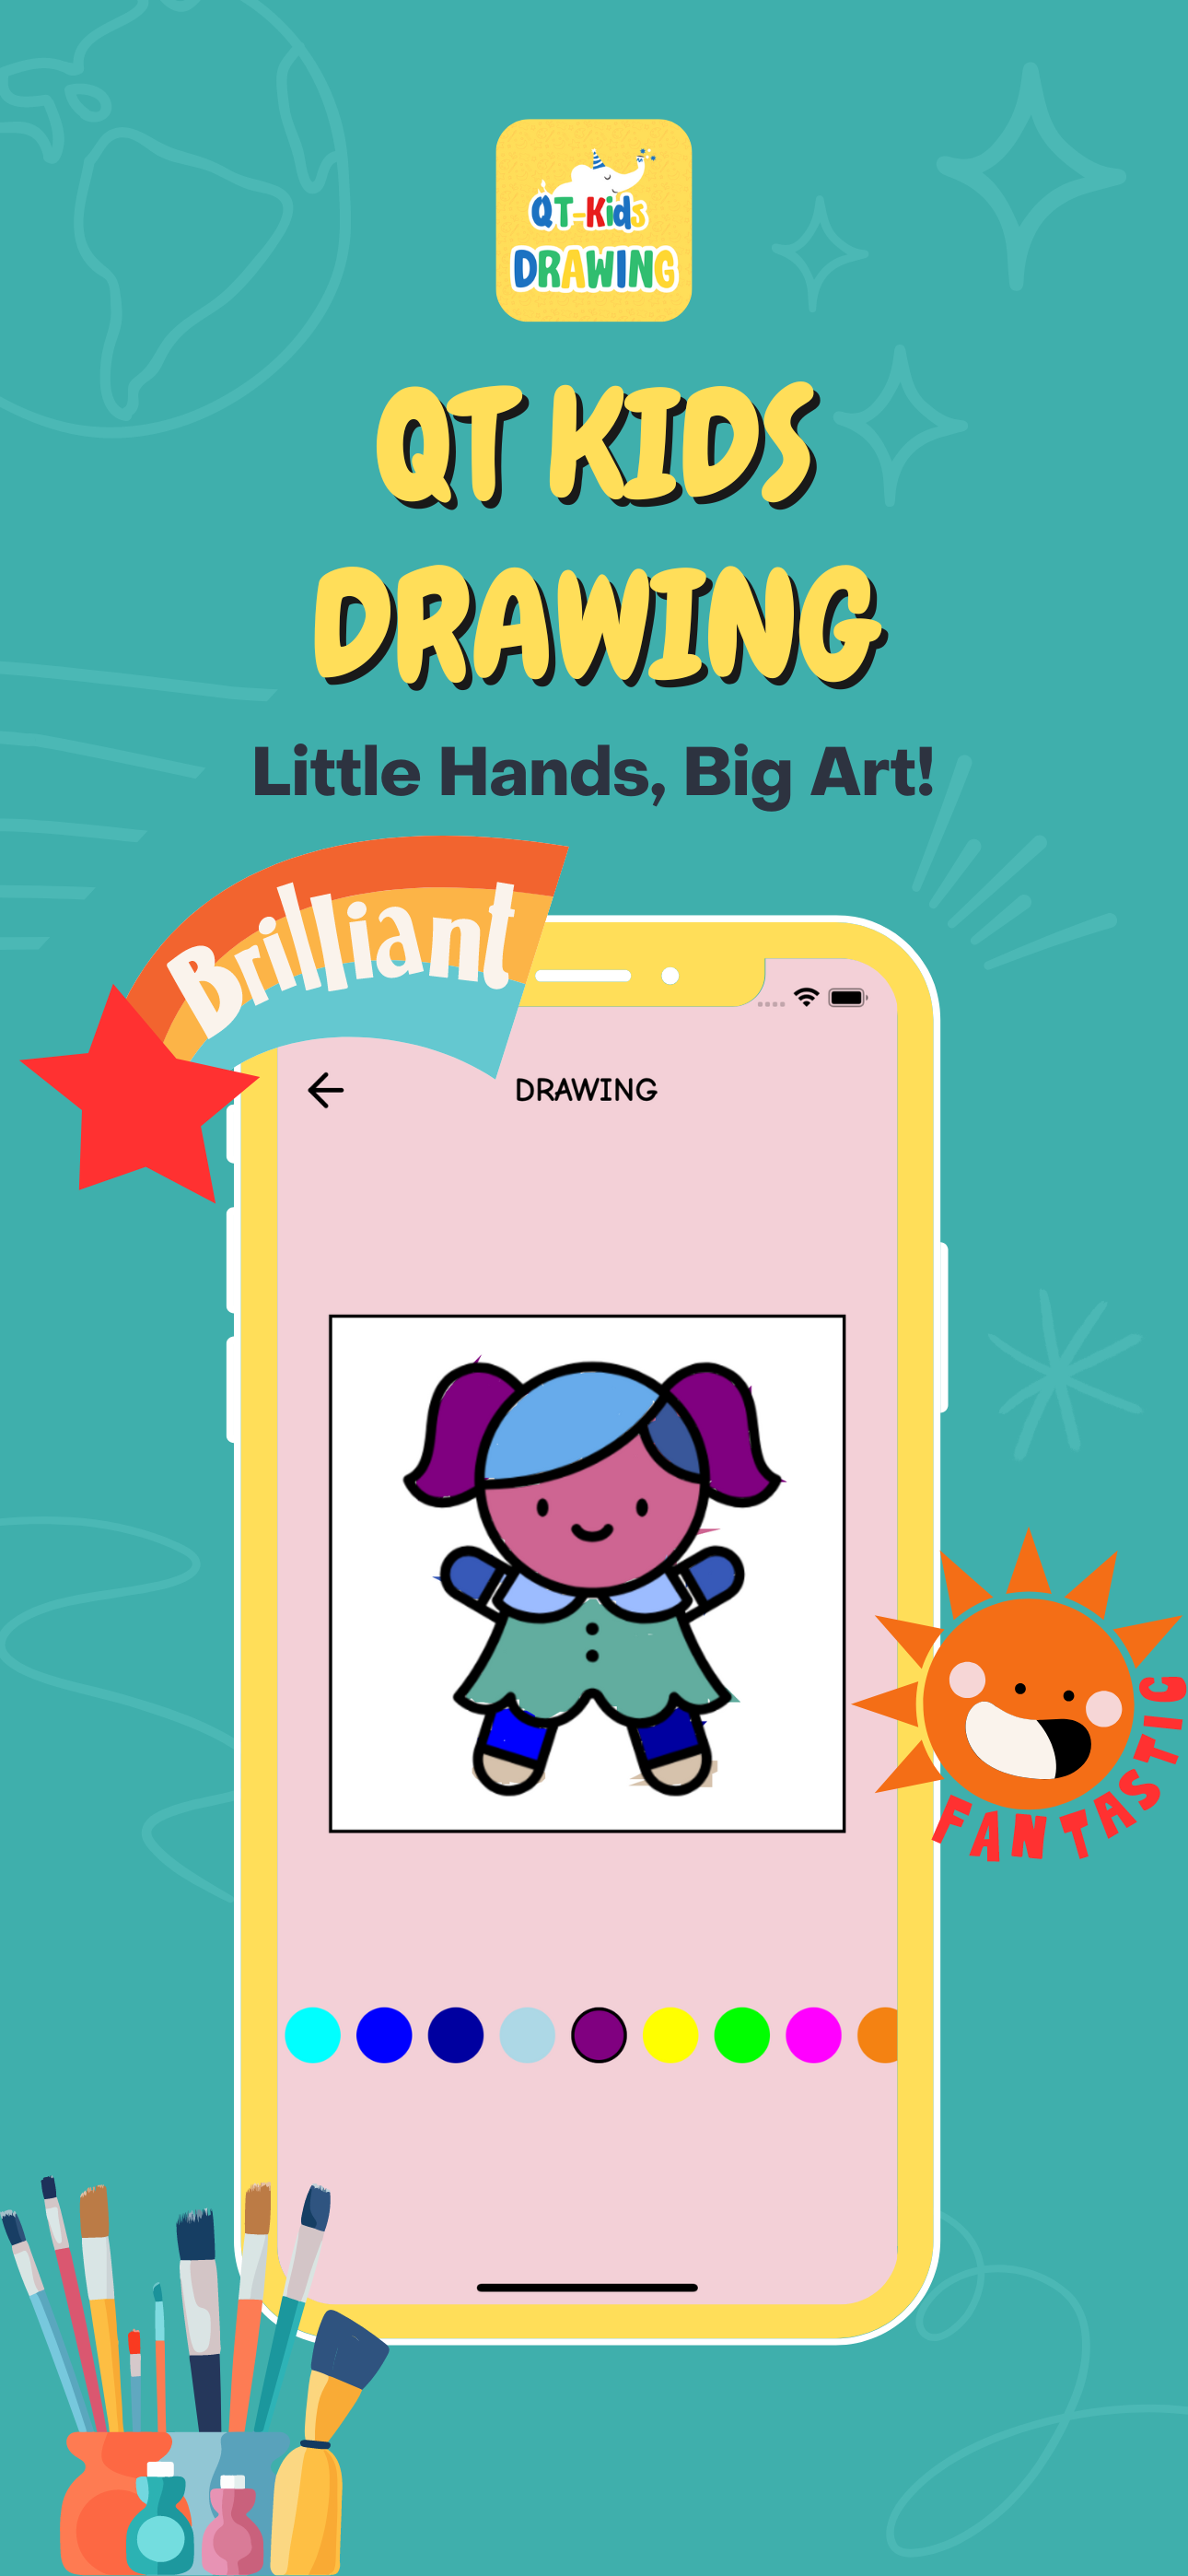 QT-Kids
DRAWING
QT KIDS
DRAWING
Little Hands, Big Art!
Brilliant
DRAWING
FANTASTIC